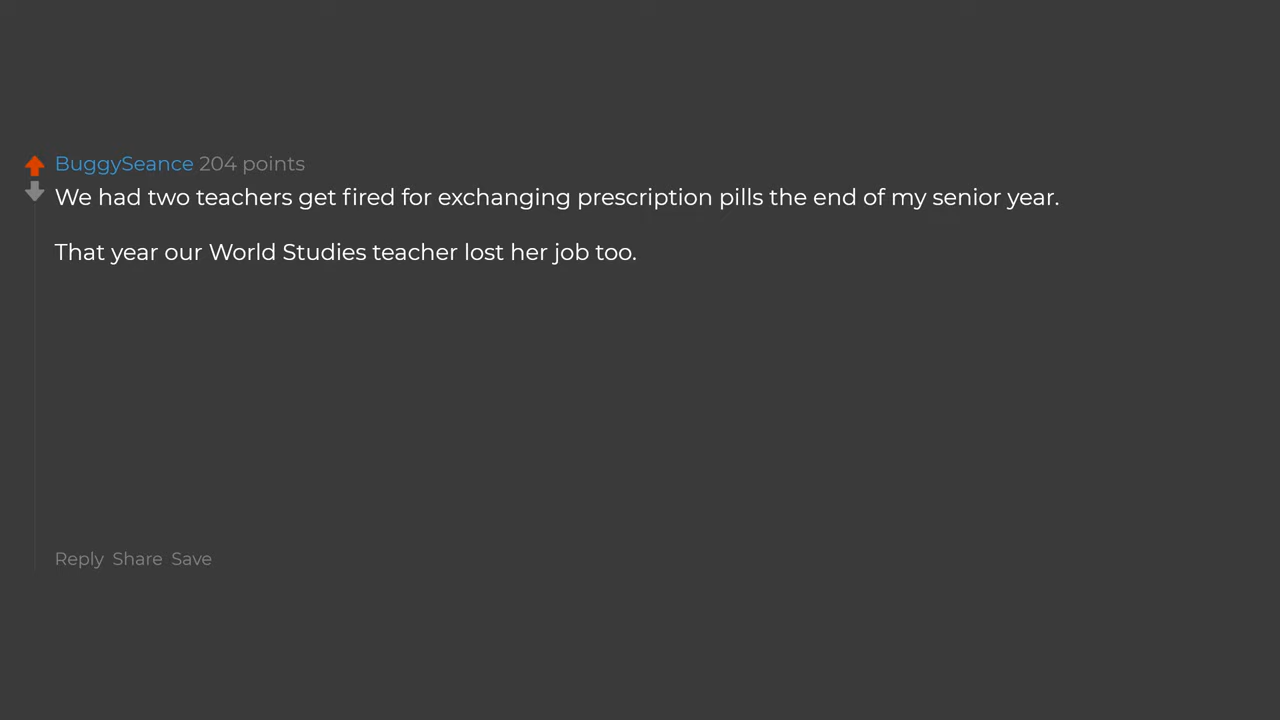 BuggySeance 204 points
We had two teachers get fired for exchanging prescription pills the end of my senior year.
That year our World Studies teacher lost her job too.
Reply Share Save